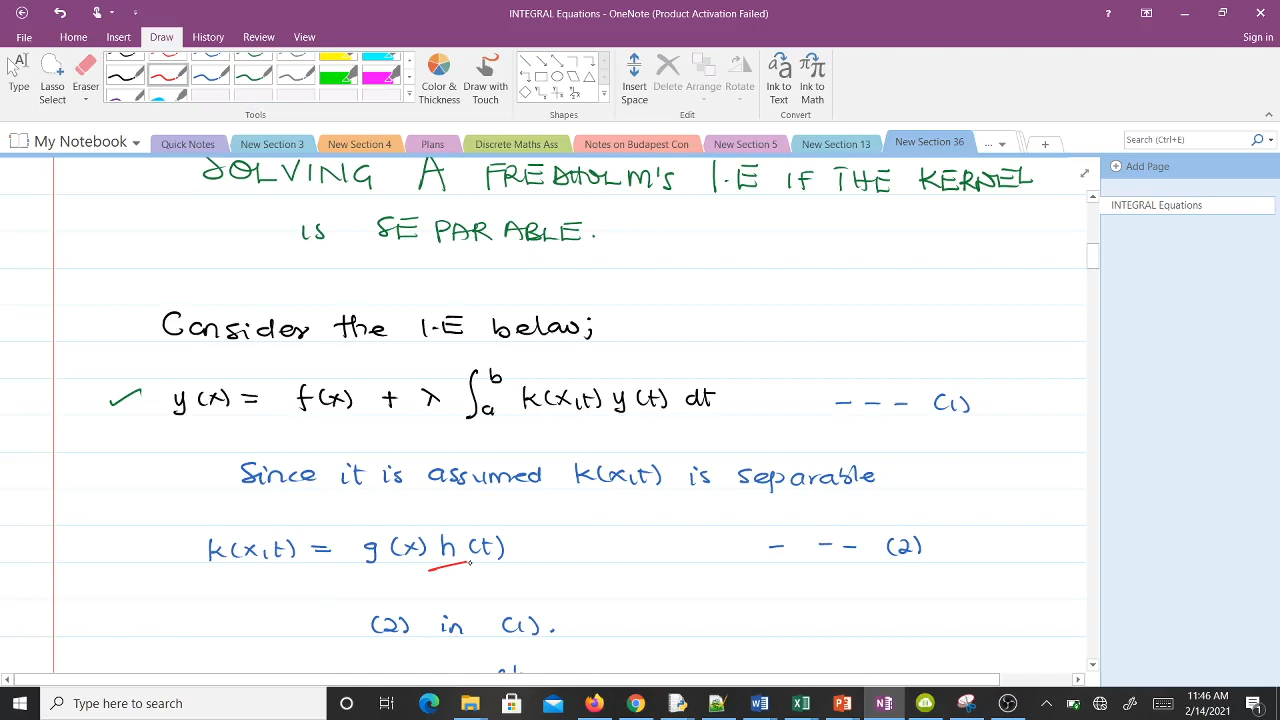 INTEGRAL Equations - OneNote (Product Activation Failed)
File Home Insert Draw History Review View
Sign in
Type
Lasso Select
Eraser
Color & Thickness
Draw with Touch
Insert Space
Delete Arrange Rotate
Ink to Text
Ink to Math
Tools Shapes Edit Convert
My Notebook Quick Notes New Section 3 New Section 4 Plans Discrete Maths Ass Notes on Budapest Con New Section 5 New Section 13 New Section 36 ... + Search (Ctrl+E)
Add Page
INTEGRAL Equations
SOLVING A FREDHOLM'S I.E IF THE KERNEL
is SEPARABLE.
Consider the I.E below;
✓ y(x) = f(x) + λ ∫_a^b k(x,t) y(t) dt --- (1)
Since it is assumed k(x,t) is separable
k(x,t) = g(x) h(t) --- (2)
(2) in (1).
Type here to search
11:46 AM
2/14/2021